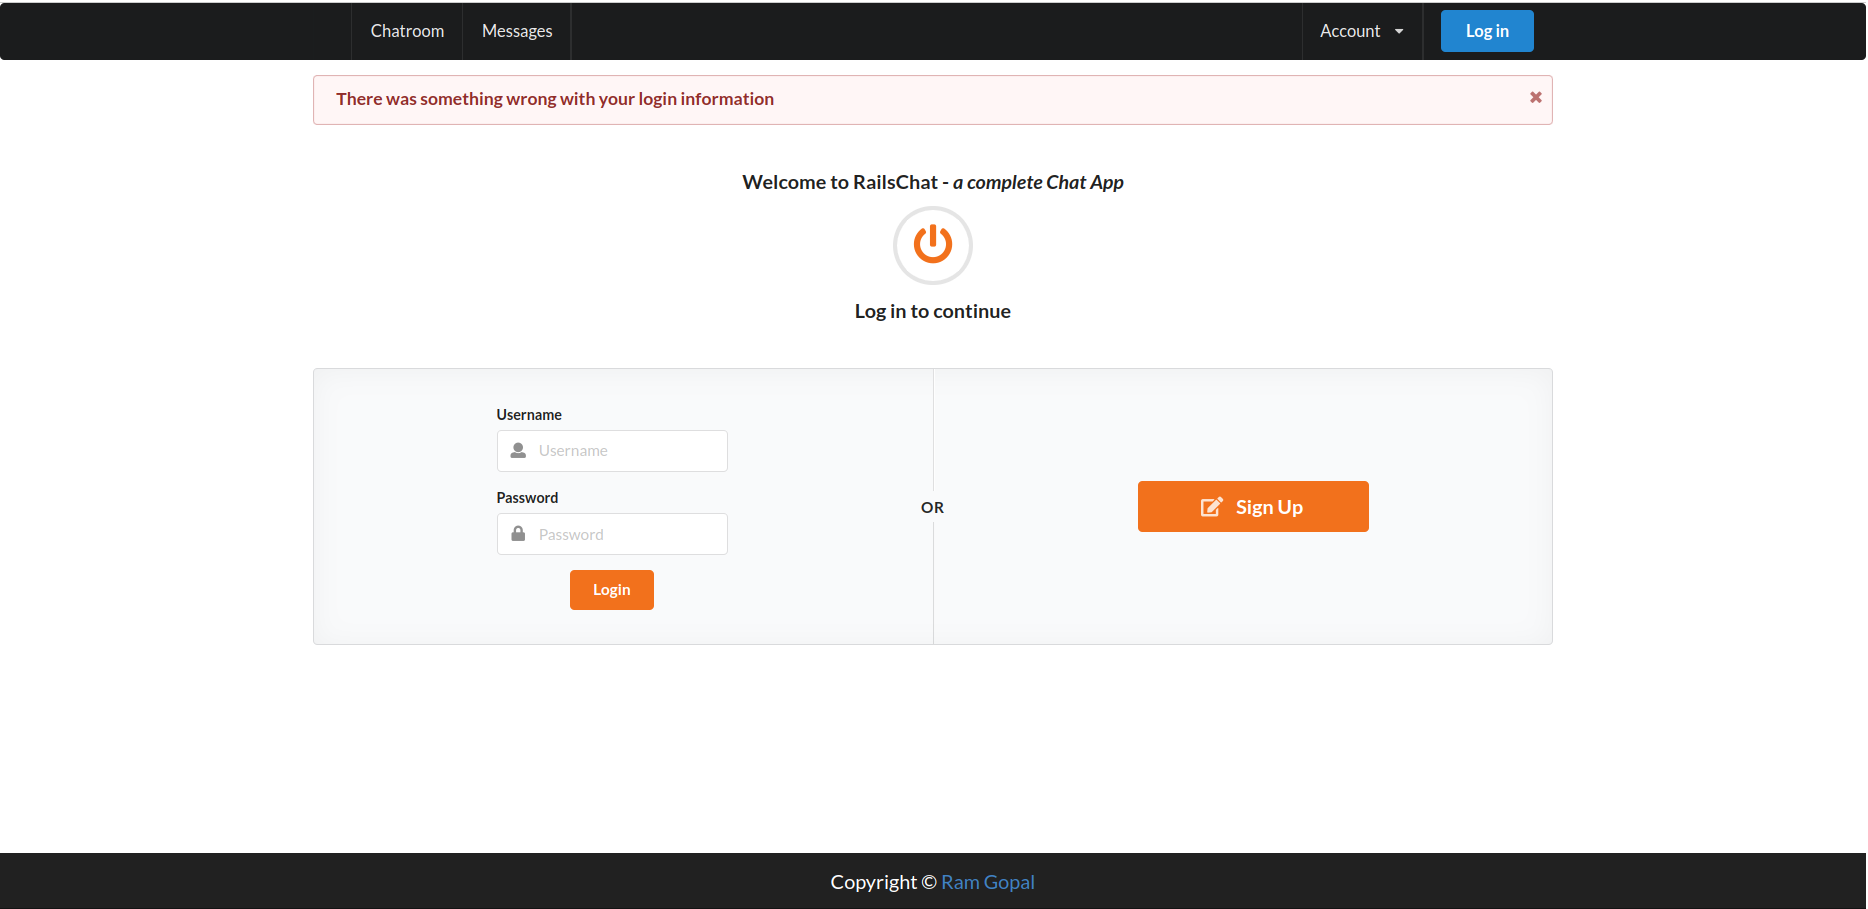 Chatroom Messages Account Log in
There was something wrong with your login information
Welcome to RailsChat - a complete Chat App
Log in to continue
Username
Username
Password
Password
Login
OR
Sign Up
Copyright © Ram Gopal